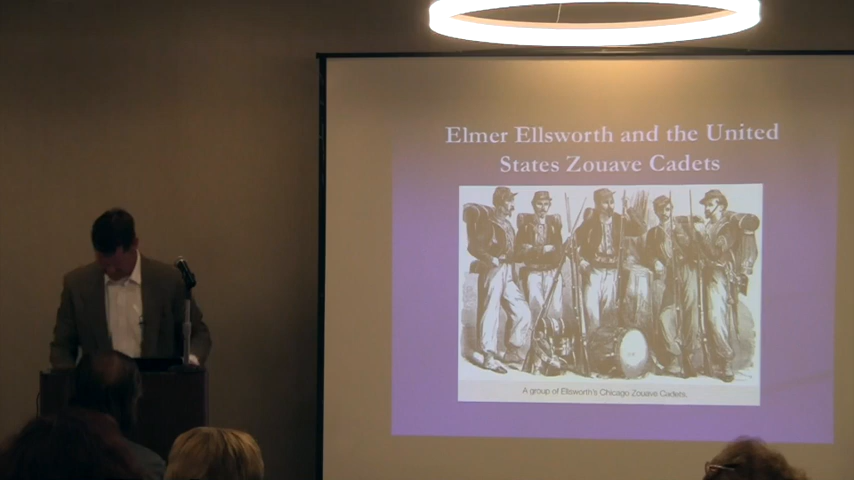 Elmer Ellsworth and the United
States Zouave Cadets
A group of Ellsworth's Chicago Zouave Cadets.